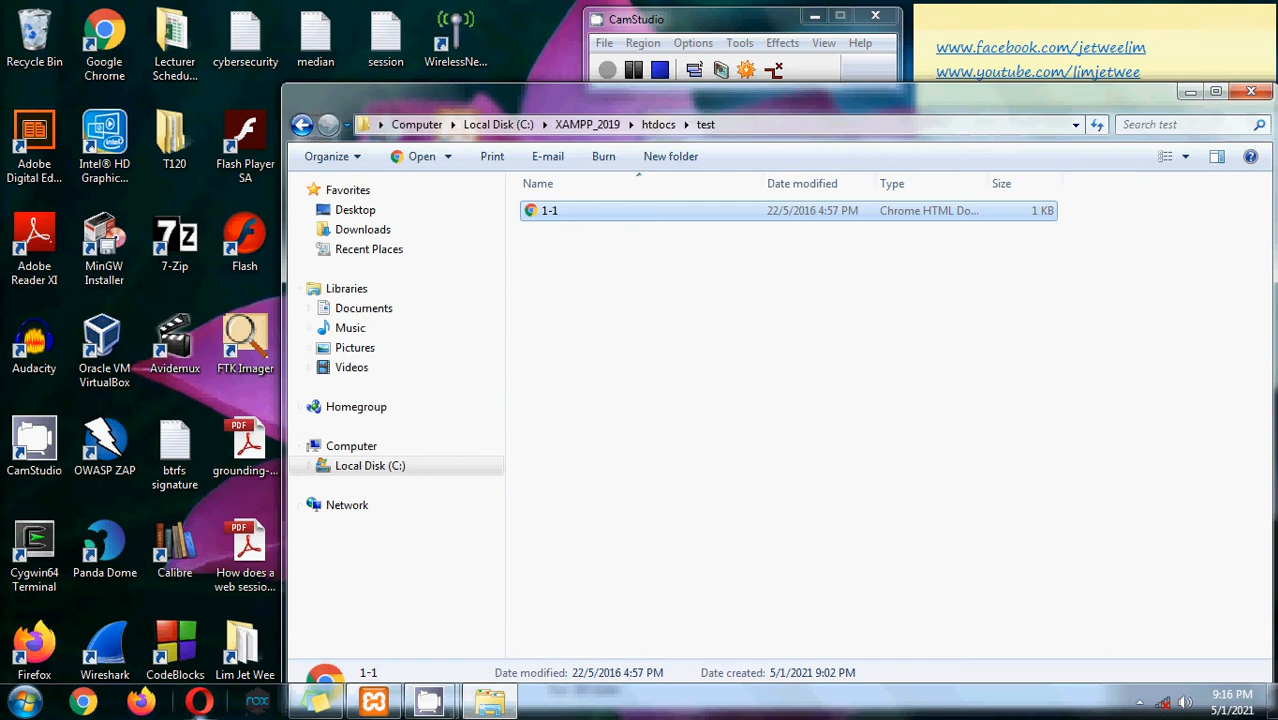 Recycle Bin
Google Chrome
Lecturer Schedu...
cybersecurity
median
session
WirelessNe...
Adobe Digital Ed...
Intel® HD Graphic...
T120
Flash Player SA
Adobe Reader XI
MinGW Installer
7-Zip
Flash
Audacity
Oracle VM VirtualBox
Avidemux
FTK Imager
CamStudio
OWASP ZAP
btrfs signature
PDF
grounding-...
Cygwin64 Terminal
Panda Dome
Calibre
PDF
How does a web sessio...
Firefox
Wireshark
CodeBlocks
Lim Jet Wee
CamStudio
File Region Options Tools Effects View Help
www.facebook.com/jetweelim
www.youtube.com/limjetwee
Computer Local Disk (C:) XAMPP_2019 htdocs test
Search test
Organize Open Print E-mail Burn New folder
Name Date modified Type Size
1-1 22/5/2016 4:57 PM Chrome HTML Do... 1 KB
Favorites
Desktop
Downloads
Recent Places
Libraries
Documents
Music
Pictures
Videos
Homegroup
Computer
Local Disk (C:)
Network
1-1 Date modified: 22/5/2016 4:57 PM Date created: 5/1/2021 9:02 PM
9:16 PM
5/1/2021